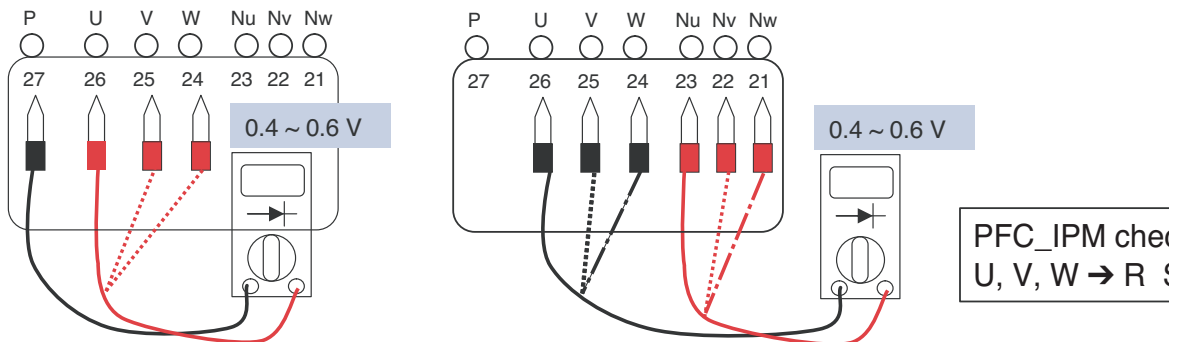 P U V W Nu Nv Nw
27 26 25 24 23 22 21
0.4 ~ 0.6 V
P U V W Nu Nv Nw
27 26 25 24 23 22 21
0.4 ~ 0.6 V
PFC_IPM
U, V, W ➔ R